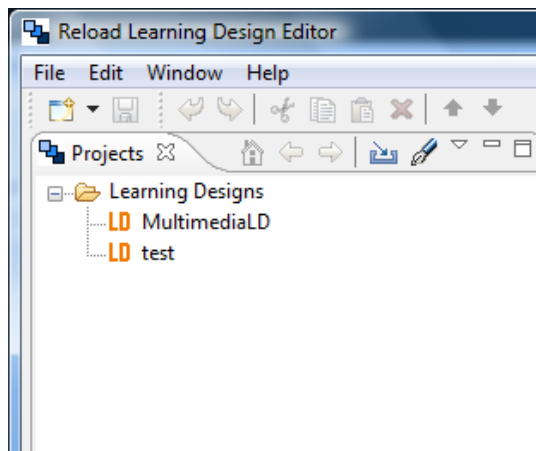 Reload Learning Design Editor
File Edit Window Help
Projects
Learning Designs
LD MultimediaLD
LD test